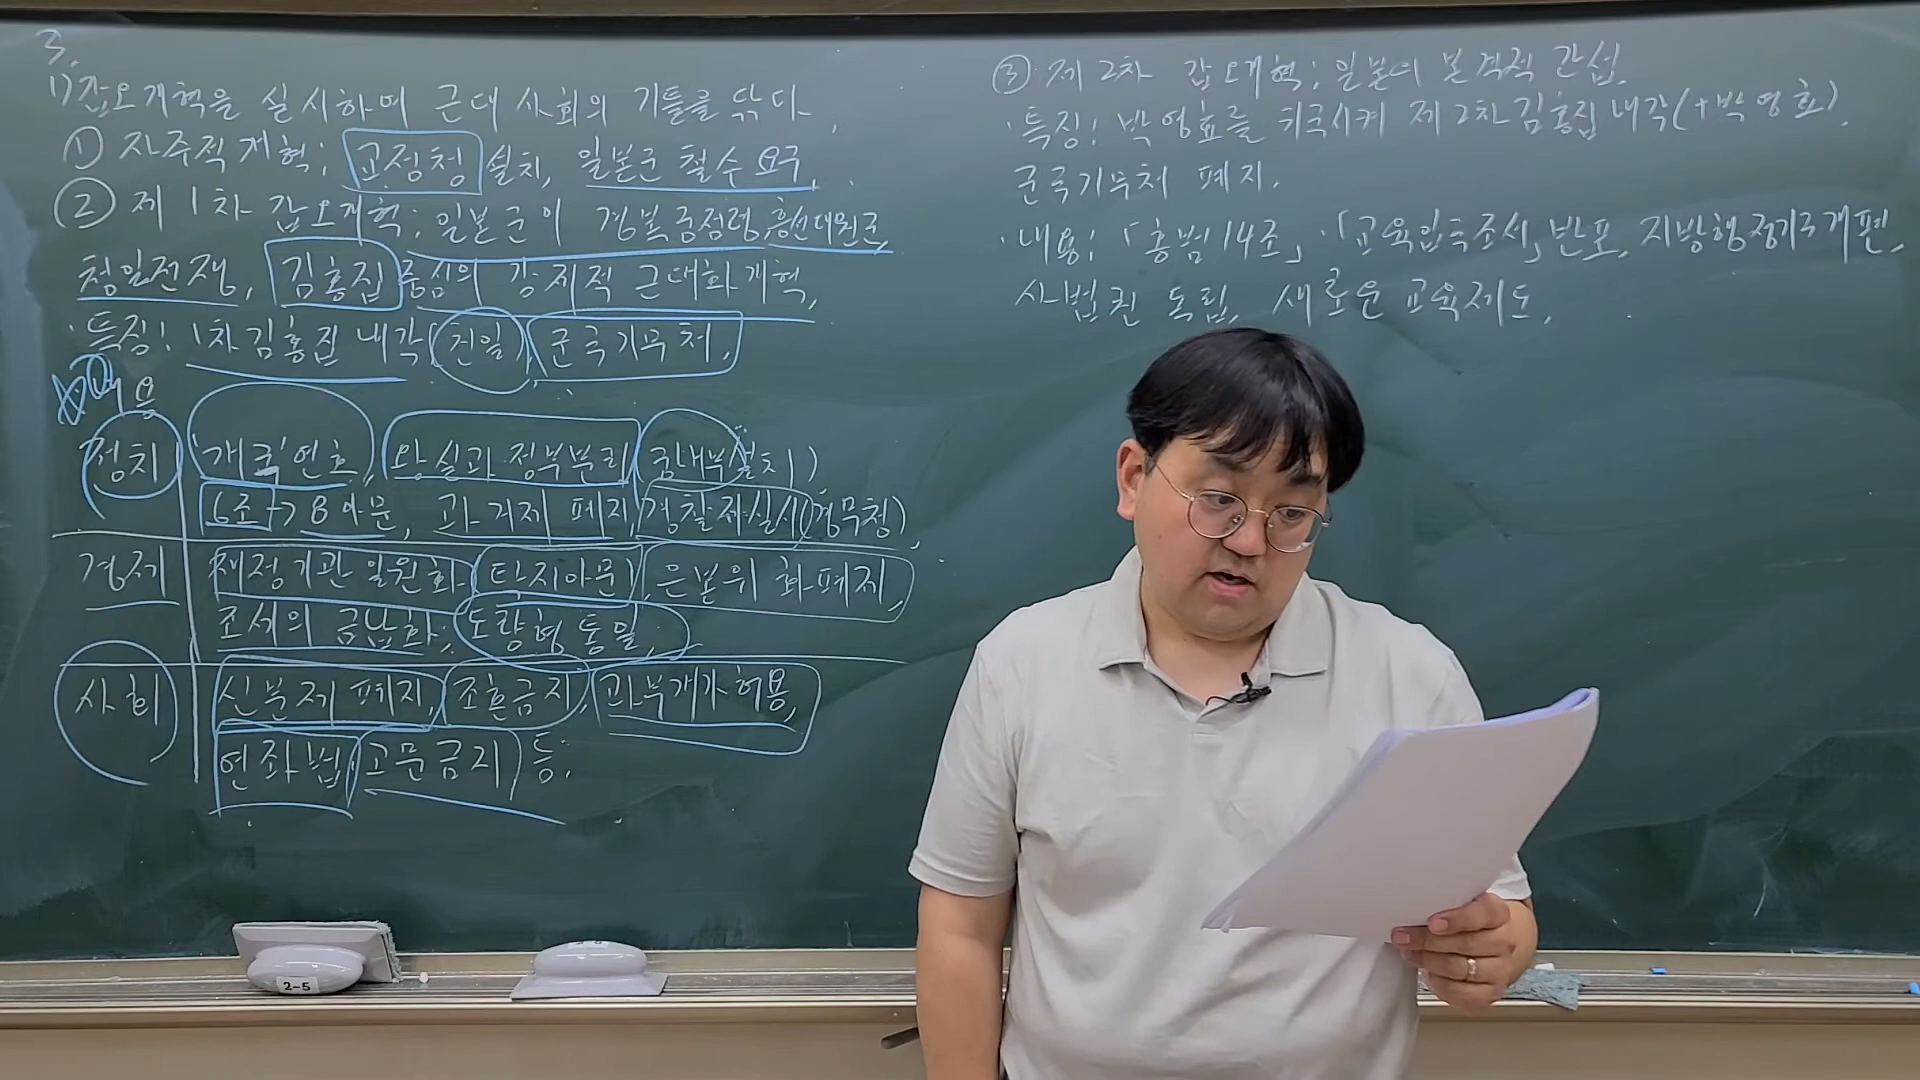 3.
1) 갑오개혁을 실시하며 근대 사회의 기틀을 닦다.
① 자주적 개혁; 교정청 설치, 일본군 철수 요구.
② 제 1차 갑오개혁; 일본군이 경복궁점령, 흥선대원군,
청일전쟁, 김홍집 중심의 강제적 근대화 개혁,
· 특징! 1차 김홍집 내각(친일), 군국기무처,
내용
정치 '개국' 연호, 왕실과 정부분리 궁내부(설치)
6조 → 8아문, 과거제 폐지, 경찰제 실시(경무청),
경제 재정기관 일원화(탁지아문), 은본위 화폐제,
조세의 금납화, 도량형 통일,
사회 신분제 폐지, 조혼금지, 과부개가 허용,
연좌법, 고문금지 등.
③ 제 2차 갑오개혁; 일본의 본격적 간섭.
· 특징! 박영효를 귀국시켜 제 2차 김홍집 내각(+박영효).
군국기무처 폐지.
· 내용! 「홍범 14조」·「교육입국조서」 반포, 지방행정기구개편,
사법권 독립, 새로운 교육제도,
2-5